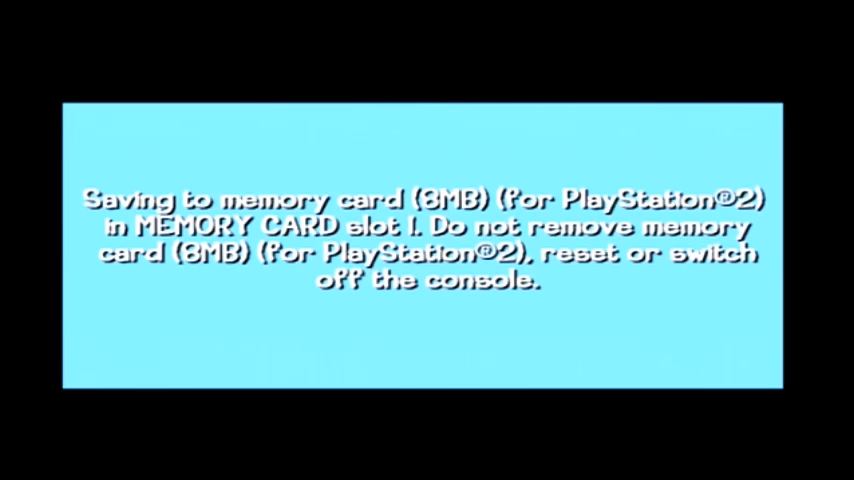 Saving to memory card (8MB) (for PlayStation®2)
in MEMORY CARD slot 1. Do not remove memory
card (8MB) (for PlayStation®2), reset or switch
off the console.